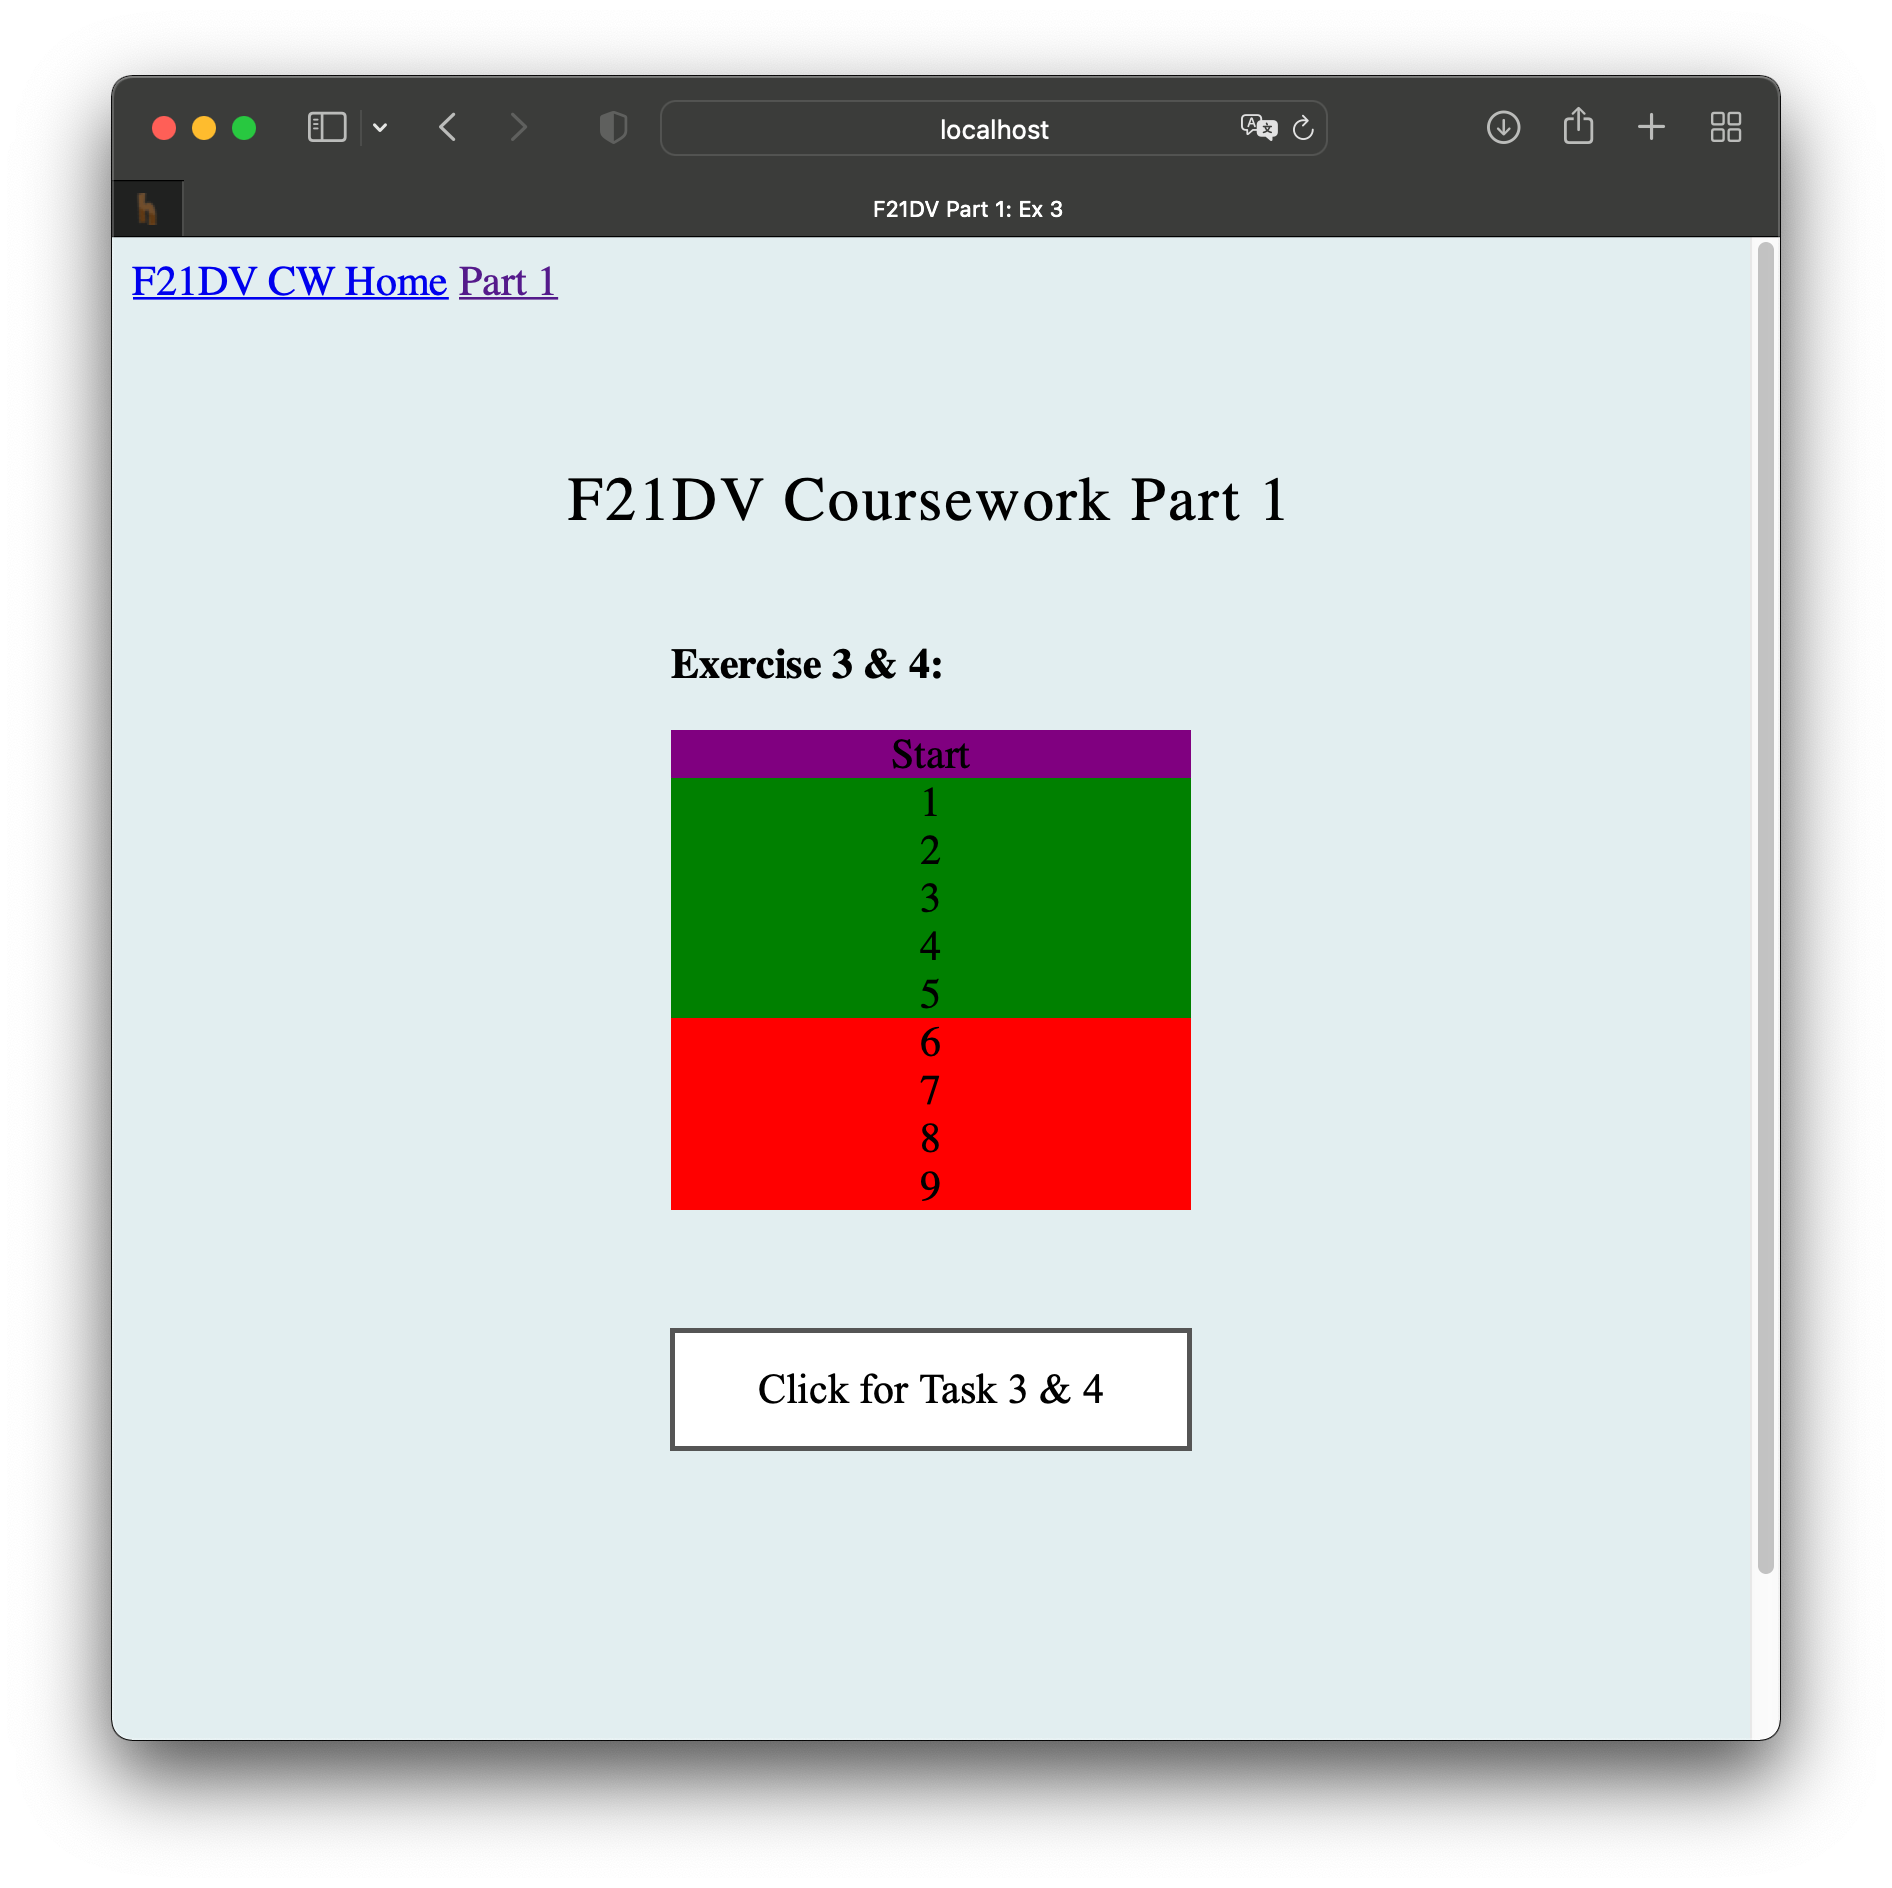 localhost
F21DV Part 1: Ex 3
F21DV CW Home Part 1
F21DV Coursework Part 1
Exercise 3 & 4:
Start
1
2
3
4
5
6
7
8
9
Click for Task 3 & 4